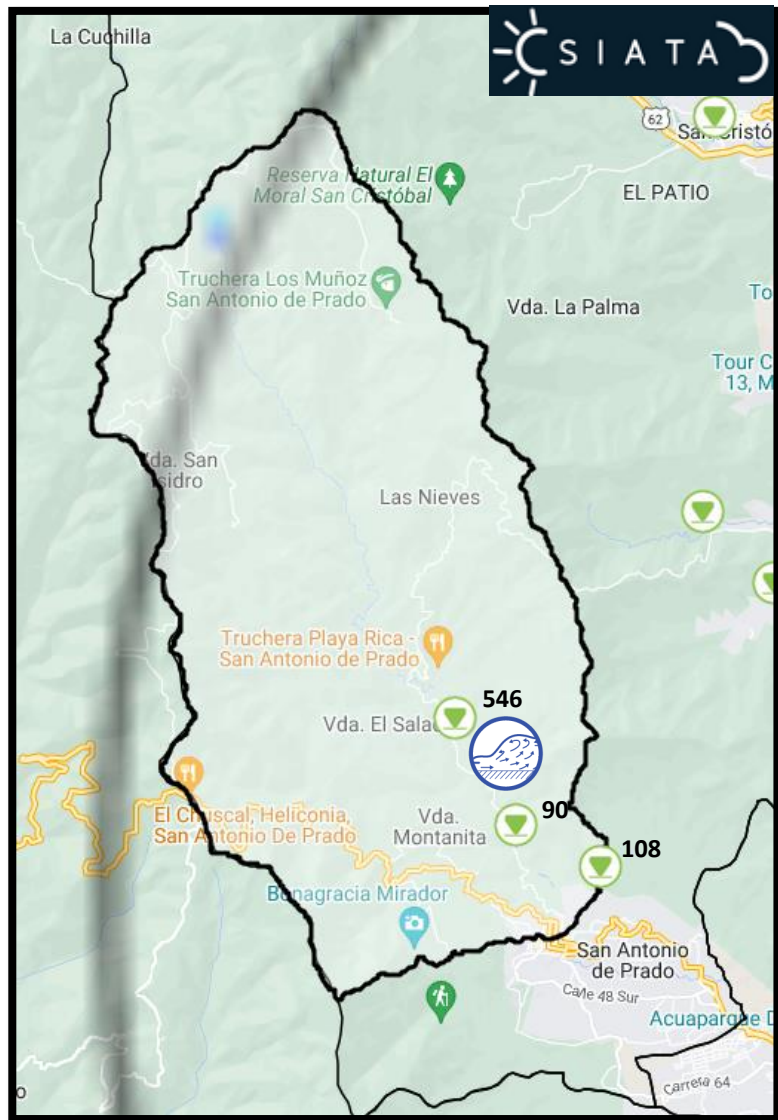 La Cuchilla
SIATA
62
San Cristó
Reserva Natural El
Moral San Cristóbal
EL PATIO
Truchera Los Muñoz
San Antonio de Prado
Vda. La Palma
To
Tour C
13, M
Vda. San
Isidro
Las Nieves
Truchera Playa Rica -
San Antonio de Prado
546
Vda. El Salad
90
Vda.
Montanita
108
El Chuscal, Heliconia,
San Antonio De Prado
Bonagracia Mirador
San Antonio
de Prado
Calle 48 Sur
Acuaparque D
Carrera 64
o